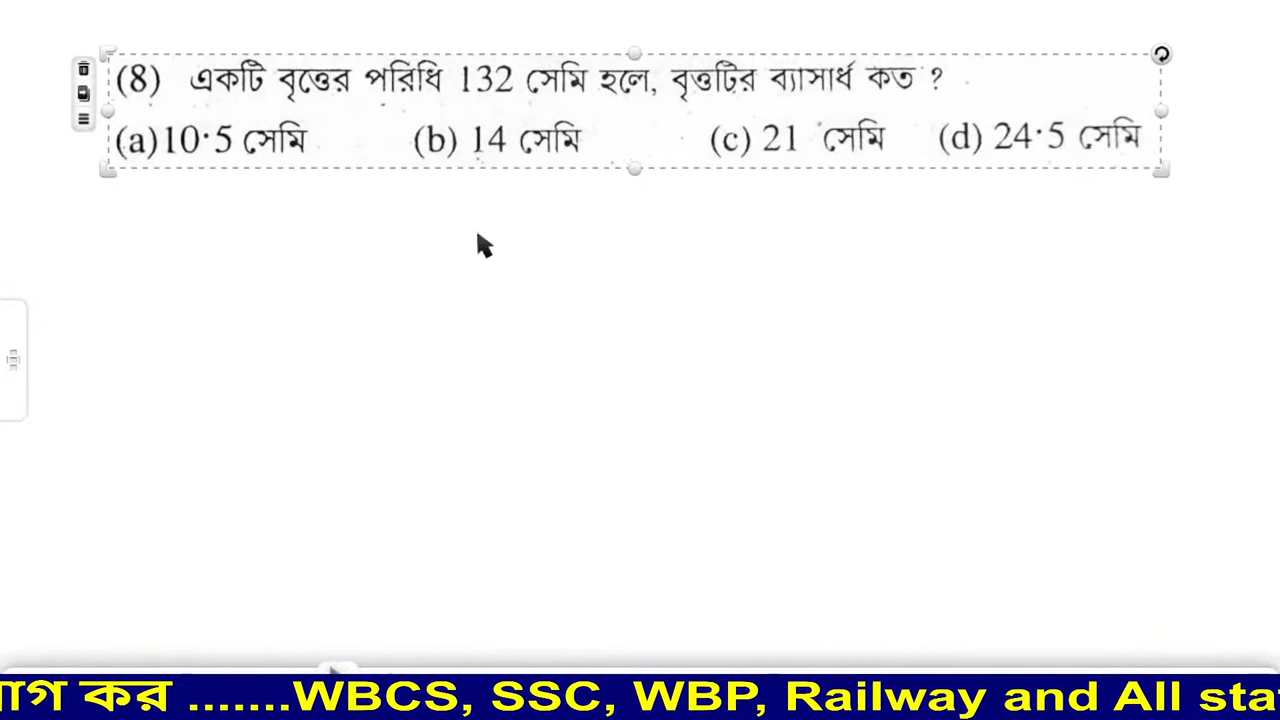 (8) একটি বৃত্তের পরিধি 132 সেমি হলে, বৃত্তটির ব্যাসার্ধ কত ?
(a)10·5 সেমি (b) 14 সেমি (c) 21 সেমি (d) 24·5 সেমি
কর .......WBCS, SSC, WBP, Railway and All